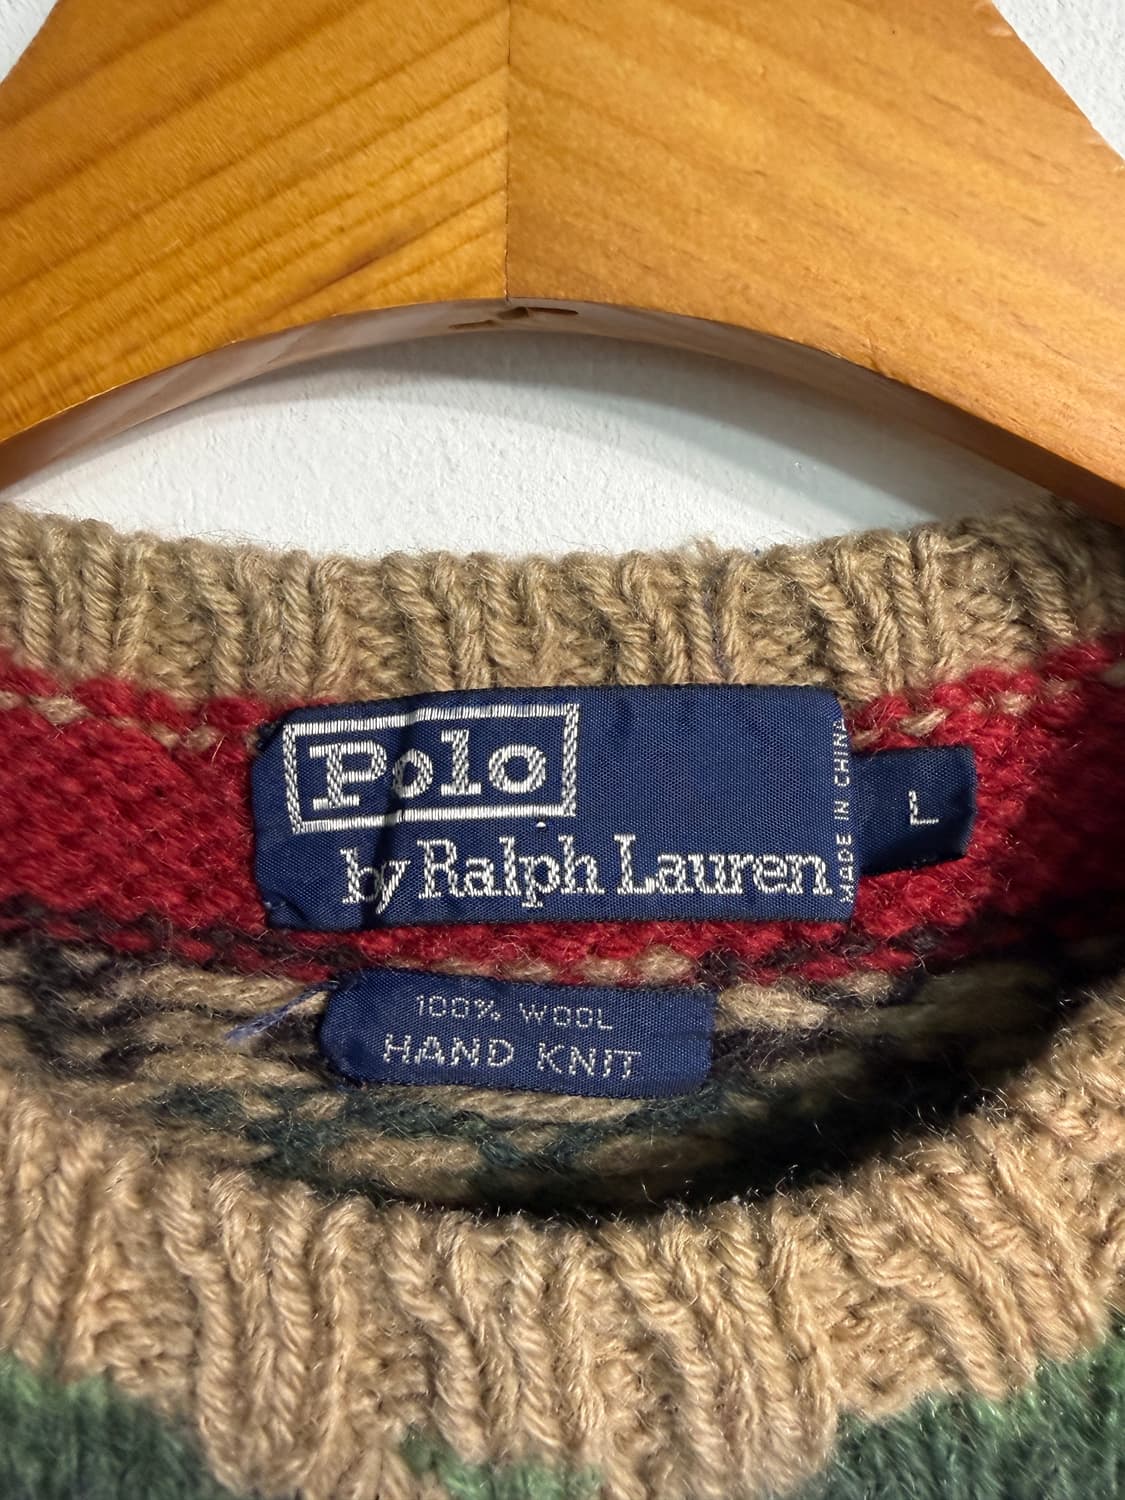 Polo
by Ralph Lauren
MADE IN CHINA
L
100% WOOL
HAND KNIT